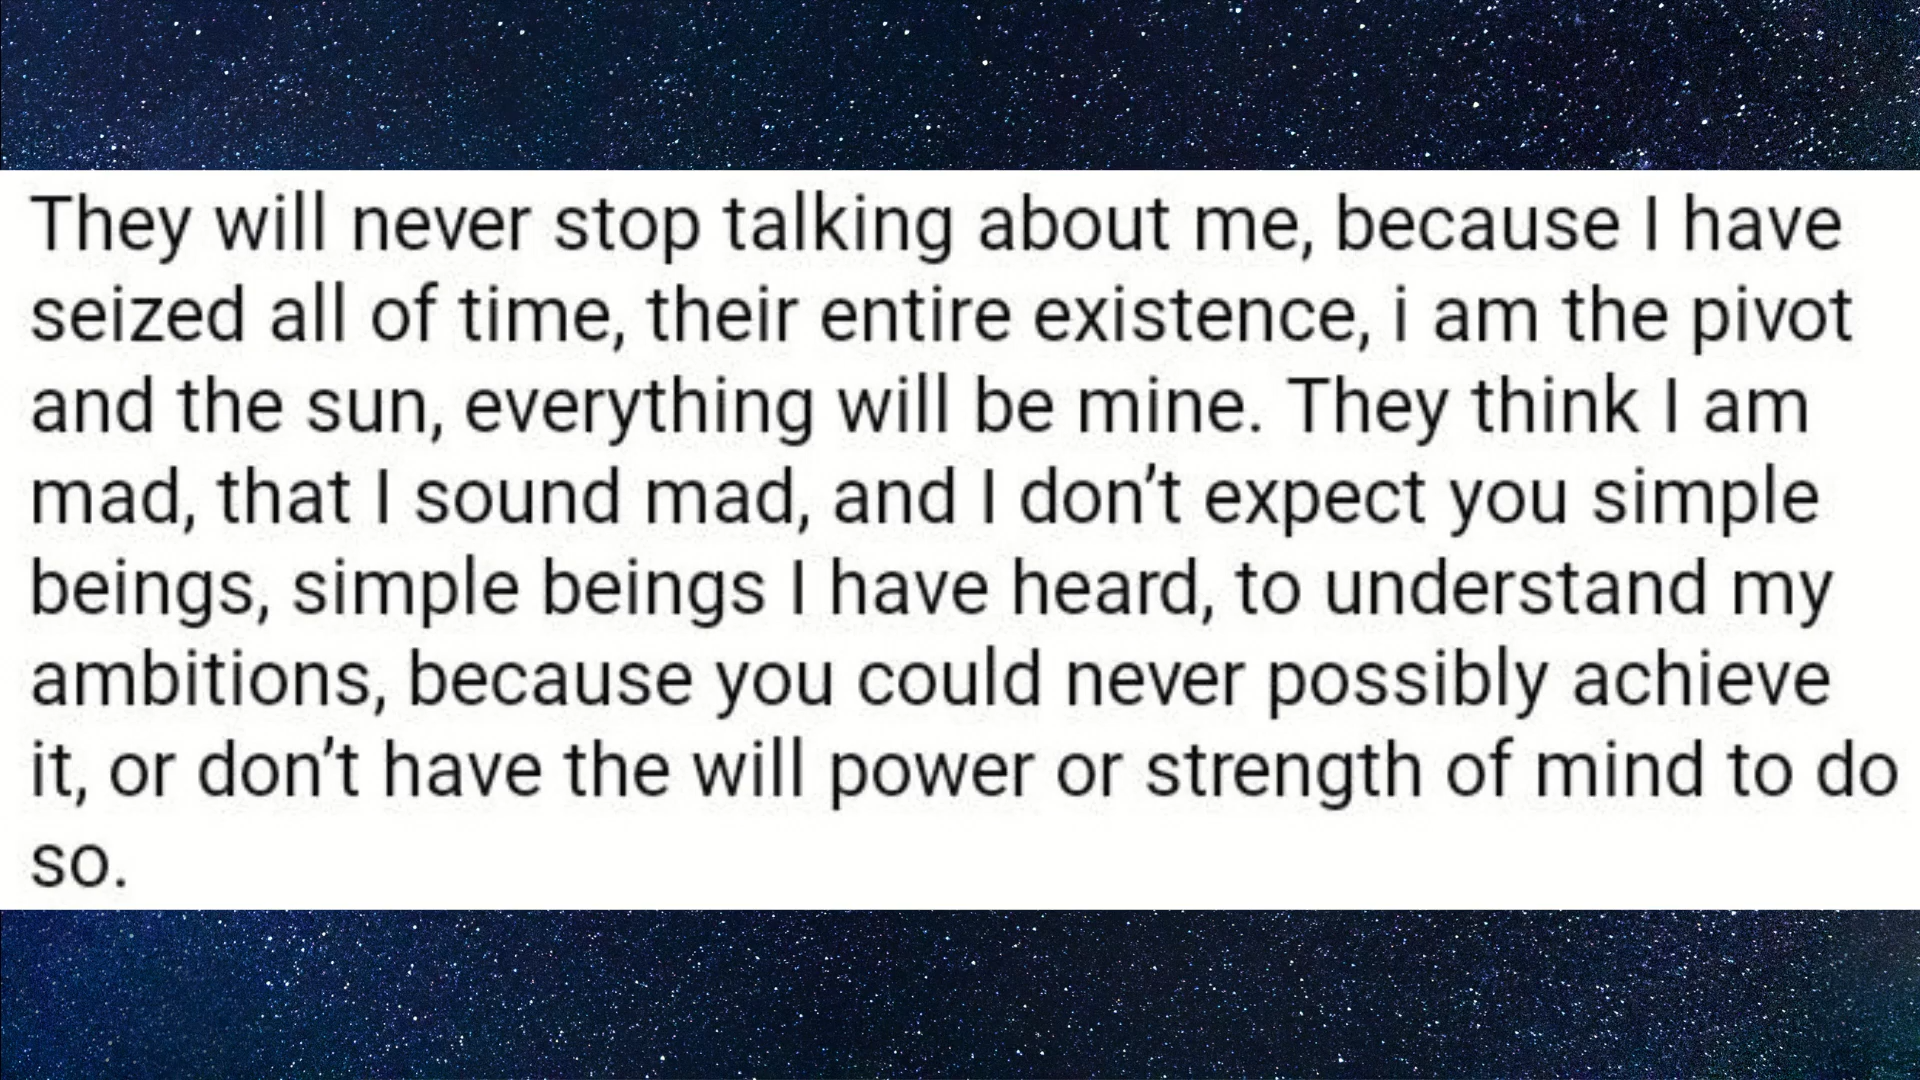 They will never stop talking about me, because I have
seized all of time, their entire existence, i am the pivot
and the sun, everything will be mine. They think I am
mad, that I sound mad, and I don’t expect you simple
beings, simple beings I have heard, to understand my
ambitions, because you could never possibly achieve
it, or don’t have the will power or strength of mind to do
so.